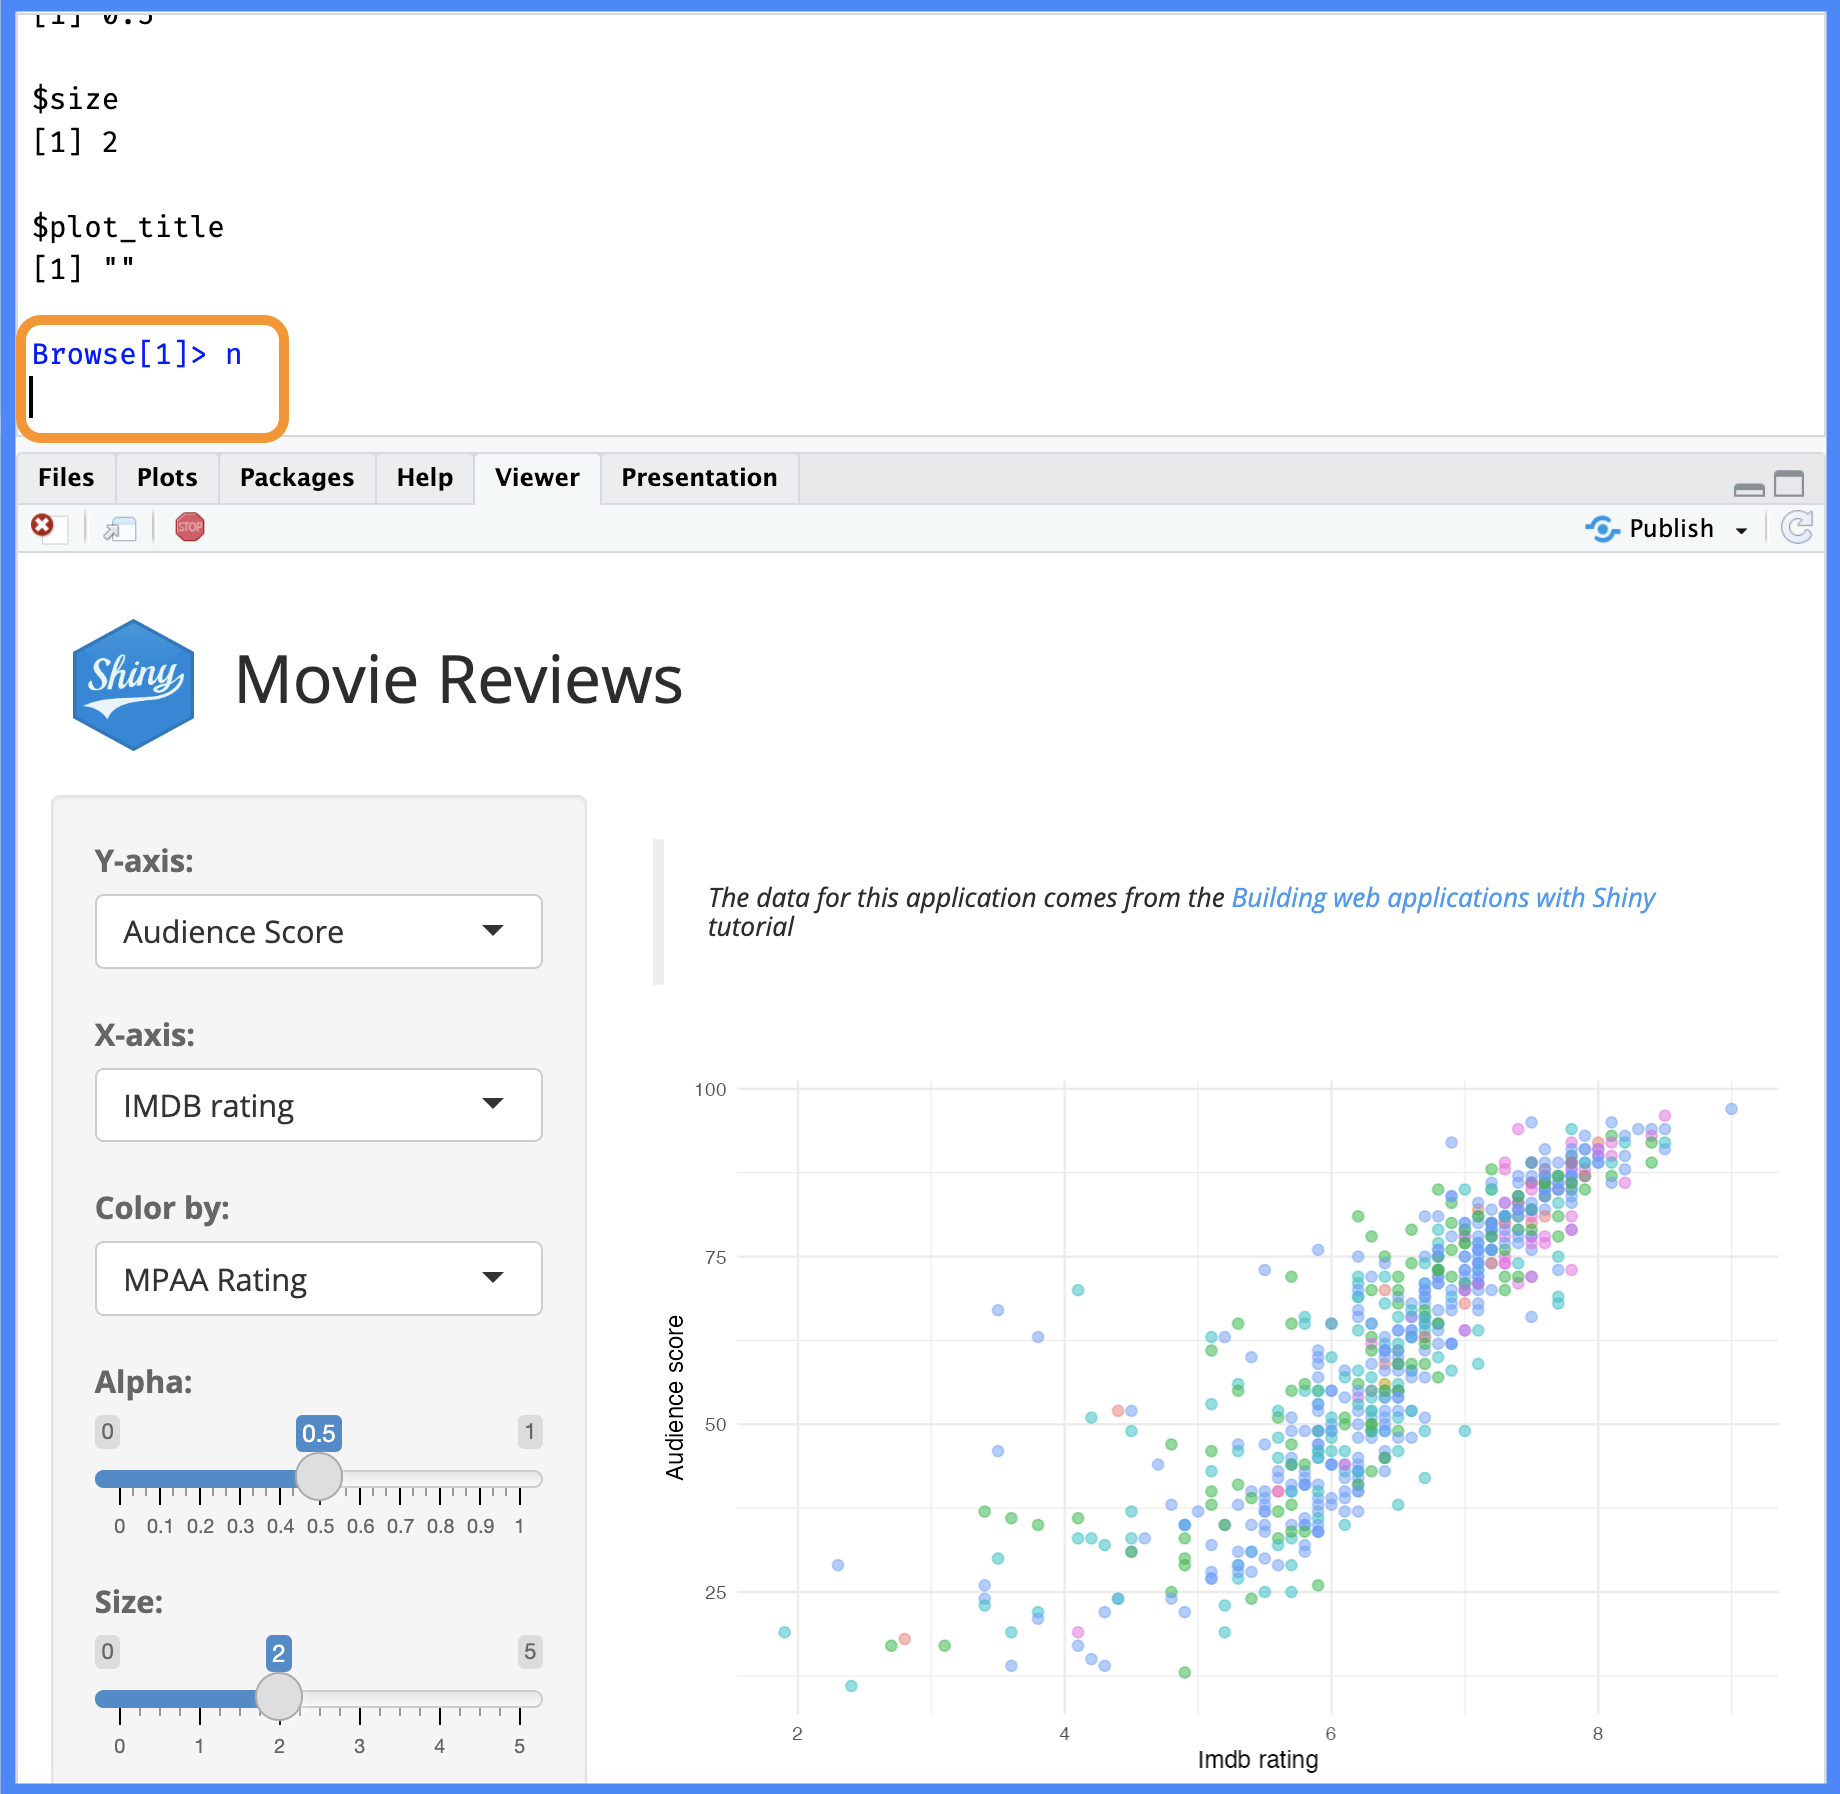 [1] 0.5
$size
[1] 2
$plot_title
[1] ""
Browse[1]> n
Files Plots Packages Help Viewer Presentation
STOP Publish
Shiny Movie Reviews
Y-axis:
Audience Score
X-axis:
IMDB rating
Color by:
MPAA Rating
Alpha:
0 0.5 1
0 0.1 0.2 0.3 0.4 0.5 0.6 0.7 0.8 0.9 1
Size:
0 2 5
0 1 2 3 4 5
The data for this application comes from the Building web applications with Shiny
tutorial
100
75
50
25
Audience score
2 4 6 8
Imdb rating